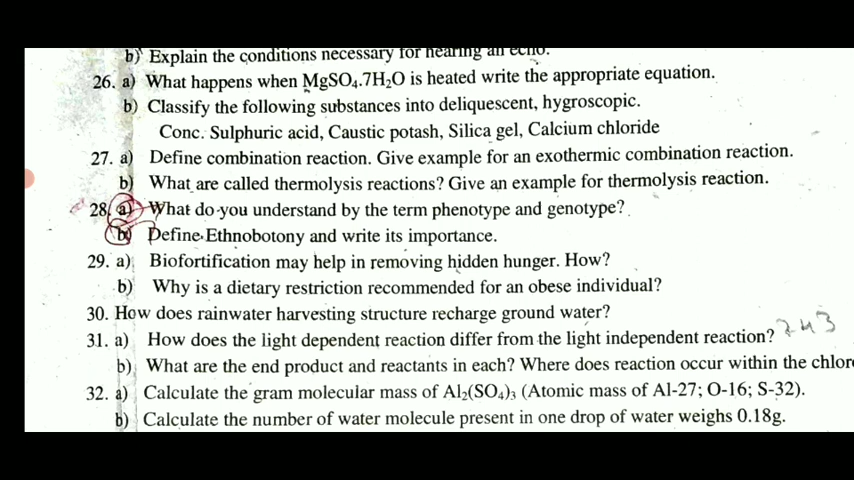 b) Explain the conditions necessary for hearing an echo.
26. a) What happens when MgSO₄.7H₂O is heated write the appropriate equation.
b) Classify the following substances into deliquescent, hygroscopic.
Conc. Sulphuric acid, Caustic potash, Silica gel, Calcium chloride
27. a) Define combination reaction. Give example for an exothermic combination reaction.
b) What are called thermolysis reactions? Give an example for thermolysis reaction.
28. a) What do you understand by the term phenotype and genotype?
b) Define Ethnobotony and write its importance.
29. a) Biofortification may help in removing hidden hunger. How?
b) Why is a dietary restriction recommended for an obese individual?
30. How does rainwater harvesting structure recharge ground water?
31. a) How does the light dependent reaction differ from the light independent reaction?
b) What are the end product and reactants in each? Where does reaction occur within the chlor
32. a) Calculate the gram molecular mass of Al₂(SO₄)₃ (Atomic mass of Al-27; O-16; S-32).
b) Calculate the number of water molecule present in one drop of water weighs 0.18g.